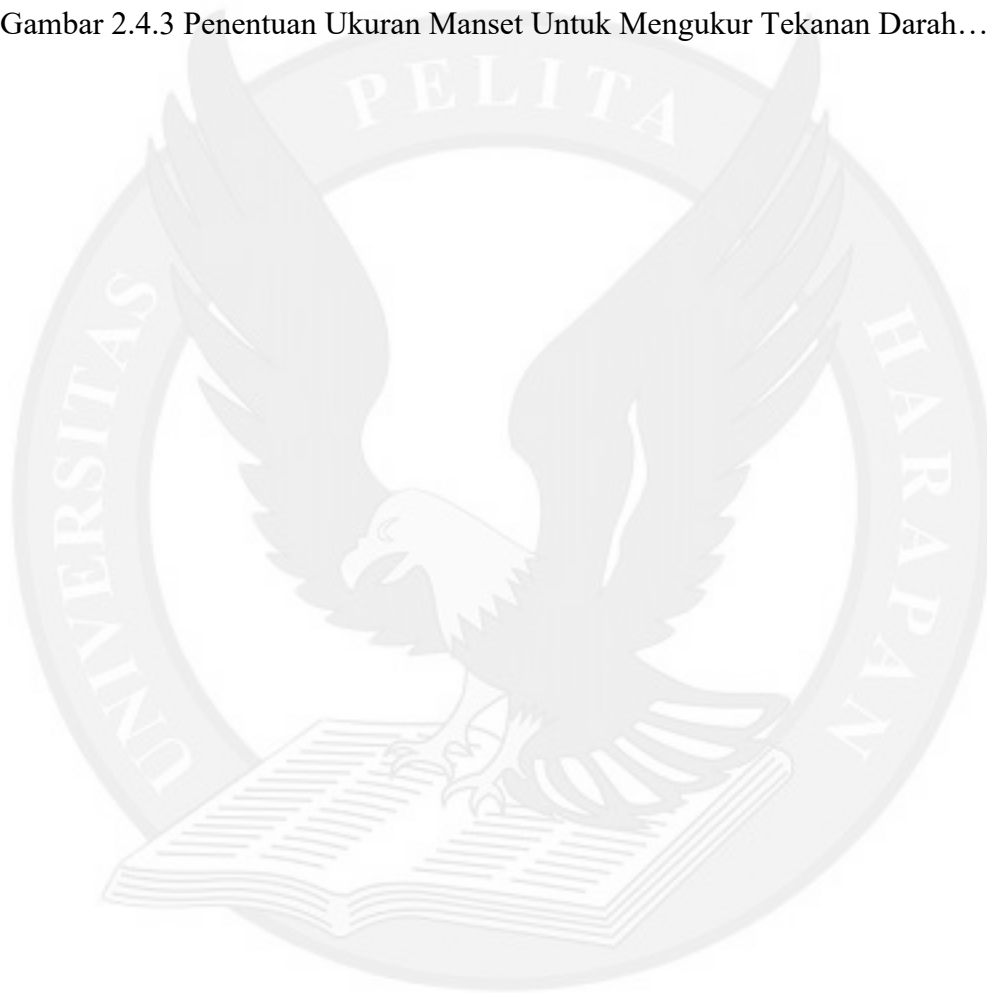 Gambar 2.4.3 Penentuan Ukuran Manset Untuk Mengukur Tekanan Darah…
UNIVERSITAS PELITA HARAPAN